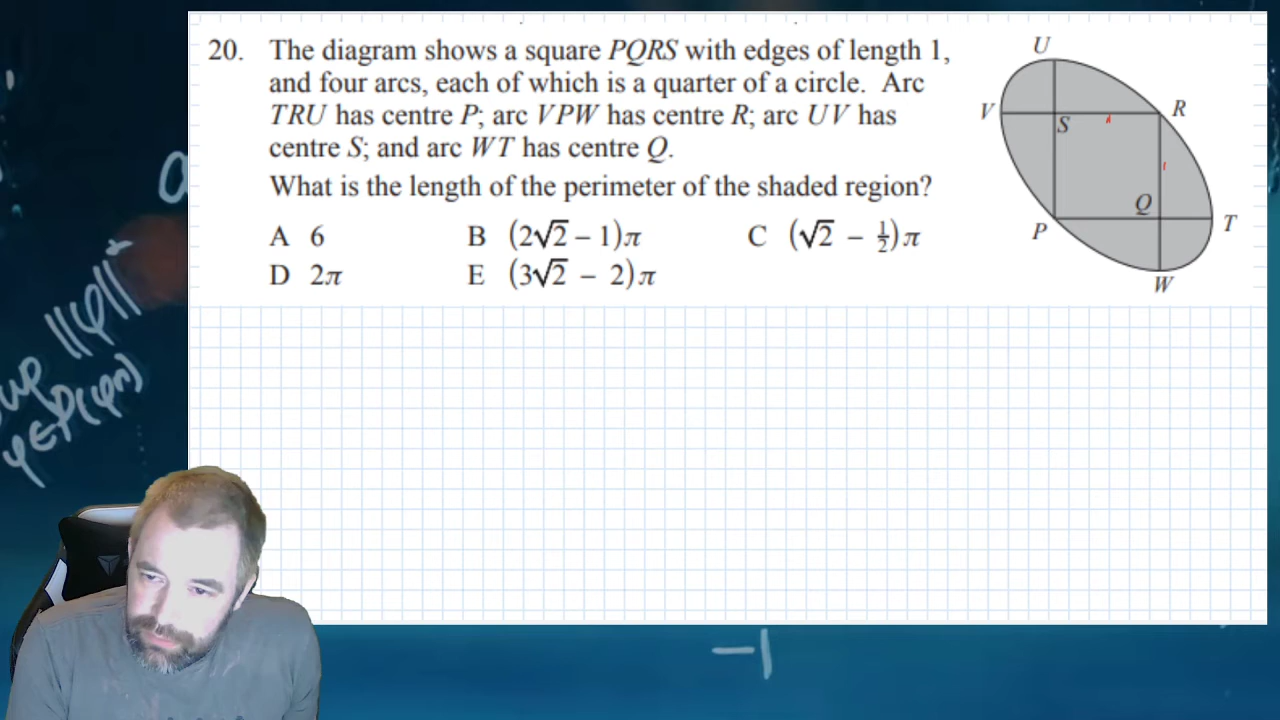 20. The diagram shows a square PQRS with edges of length 1,
and four arcs, each of which is a quarter of a circle. Arc
TRU has centre P; arc VPW has centre R; arc UV has
centre S; and arc WT has centre Q.
What is the length of the perimeter of the shaded region?
A 6 B (2√2 − 1)π C (√2 − ½)π
D 2π E (3√2 − 2)π
U
V
S
R
Q
P
T
W
||φ||
φ∈P(φn)
−1